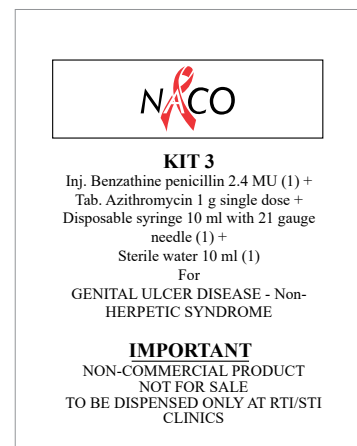 NACO
KIT 3
Inj. Benzathine penicillin 2.4 MU (1) +
Tab. Azithromycin 1 g single dose +
Disposable syringe 10 ml with 21 gauge
needle (1) +
Sterile water 10 ml (1)
For
GENITAL ULCER DISEASE - Non-
HERPETIC SYNDROME
IMPORTANT
NON-COMMERCIAL PRODUCT
NOT FOR SALE
TO BE DISPENSED ONLY AT RTI/STI
CLINICS